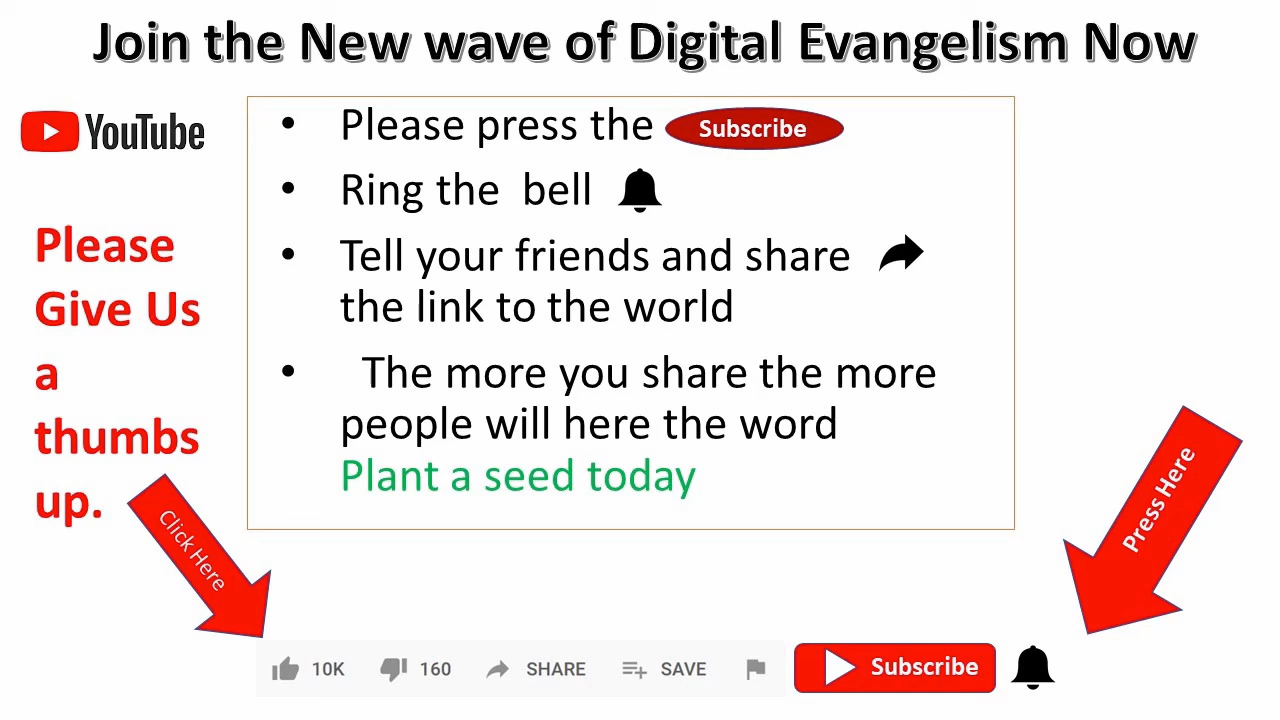 Join the New wave of Digital Evangelism Now
YouTube
Please
Give Us
a
thumbs
up.
• Please press the Subscribe
• Ring the bell
• Tell your friends and share
the link to the world
• The more you share the more
people will here the word
Plant a seed today
Click Here
Press Here
10K 160 SHARE SAVE Subscribe